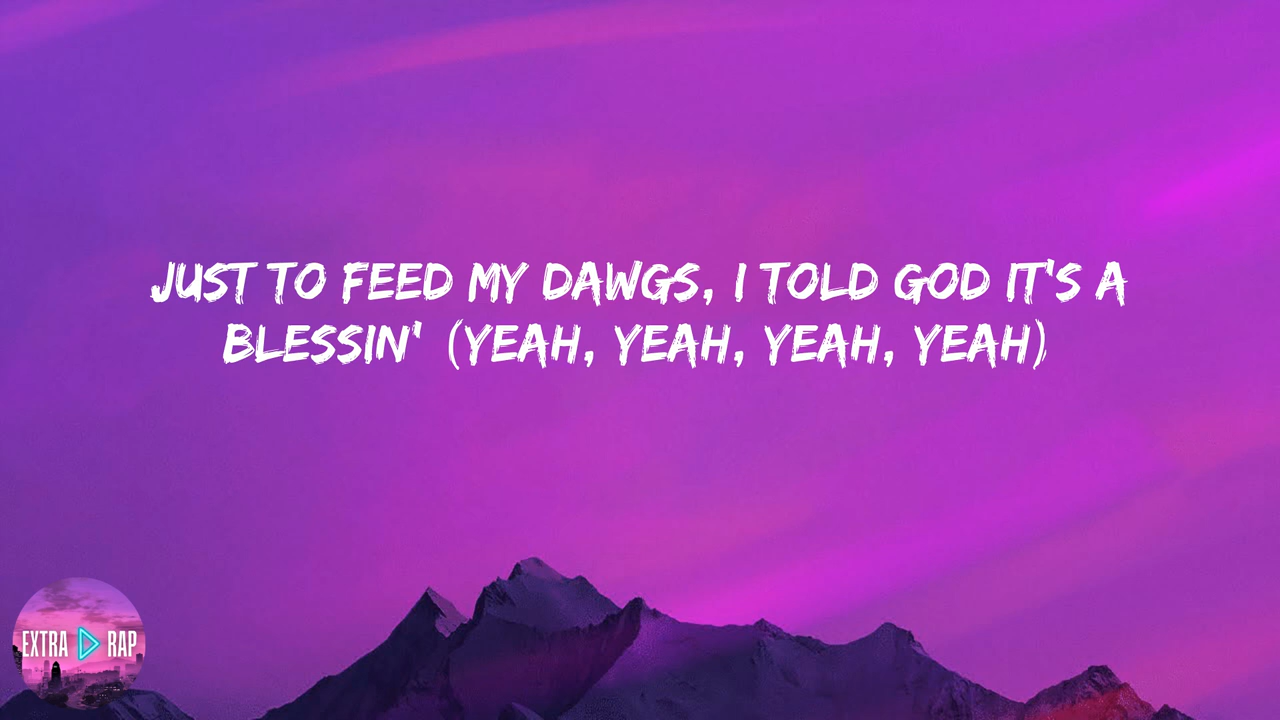 JUST TO FEED MY DAWGS, I TOLD GOD IT'S A
BLESSIN' (YEAH, YEAH, YEAH, YEAH)
EXTRA RAP